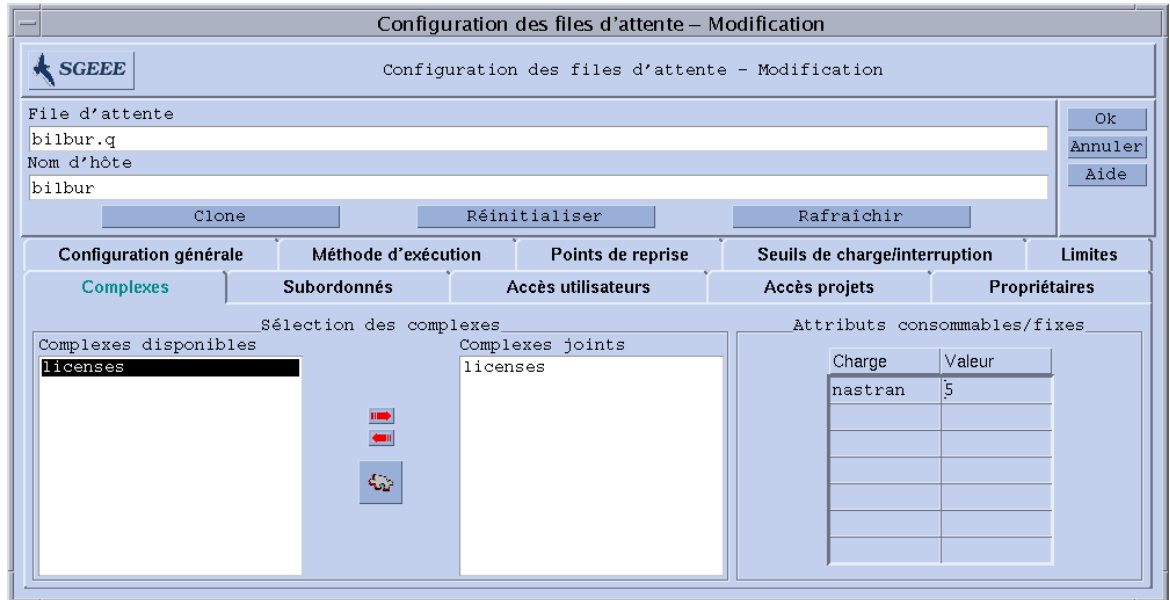 Configuration des files d'attente – Modification
SGEEE
Configuration des files d'attente – Modification
File d'attente
bilbur.q
Nom d'hôte
bilbur
Ok
Annuler
Aide
Clone Réinitialiser Rafraîchir
Configuration générale Méthode d'exécution Points de reprise Seuils de charge/interruption Limites
Complexes Subordonnés Accès utilisateurs Accès projets Propriétaires
Sélection des complexes
Complexes disponibles Complexes joints
licenses licenses
Attributs consommables/fixes
Charge Valeur
nastran 5